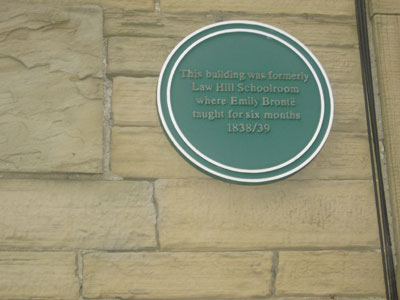 This building was formerly
Law Hill Schoolroom
where Emily Brontë
taught for six months
1838/39